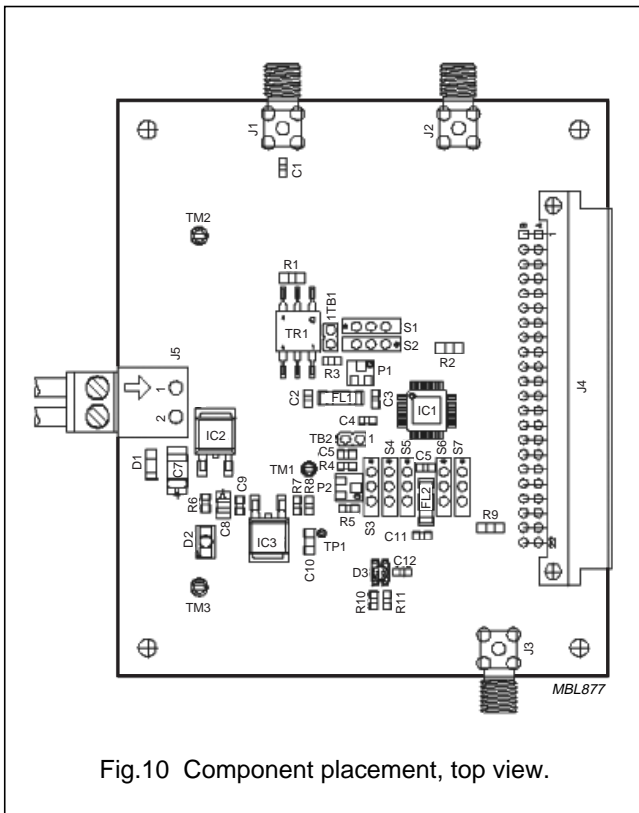 J1
J2
C1
TM2
8 A
1
R1
1TB1
TR1
S1
S2
R3
P1
R2
J4
J5
1
2
C2
FL1
C3
IC1
C4
IC2
TB2
1
S4
S5
S6
S7
C5
R4
C5
D1
C7
TM1
P2
R6
C8
C9
R7
R8
FL2
R5
S3
R9
D2
IC3
TP1
C10
C11
22
D3
C12
TM3
R10
R11
J3
MBL877
Fig.10 Component placement, top view.